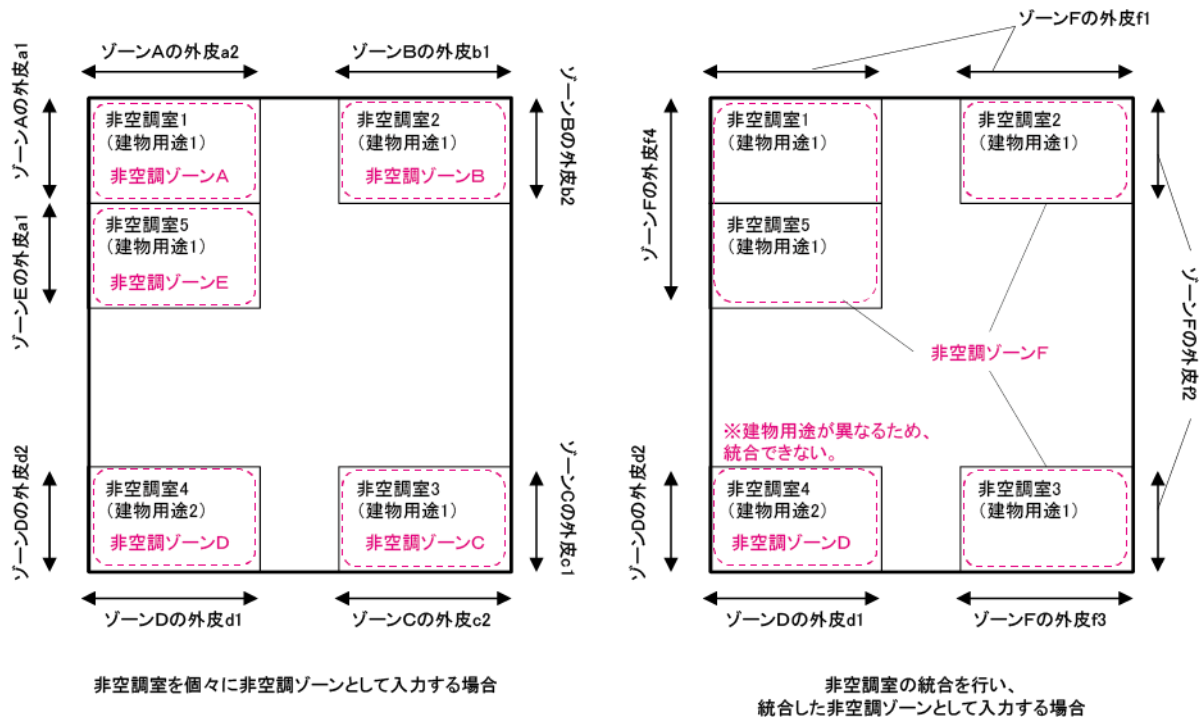 ゾーンAの外皮a2
ゾーンBの外皮b1
ゾーンAの外皮a1
ゾーンBの外皮b2
非空調室1
(建物用途1)
非空調ゾーンA
非空調室2
(建物用途1)
非空調ゾーンB
ゾーンEの外皮a1
非空調室5
(建物用途1)
非空調ゾーンE
ゾーンDの外皮d2
非空調室4
(建物用途2)
非空調ゾーンD
非空調室3
(建物用途1)
非空調ゾーンC
ゾーンCの外皮c1
ゾーンDの外皮d1
ゾーンCの外皮c2
非空調室を個々に非空調ゾーンとして入力する場合
ゾーンFの外皮f1
ゾーンFの外皮f4
非空調室1
(建物用途1)
非空調室2
(建物用途1)
非空調室5
(建物用途1)
非空調ゾーンF
ゾーンFの外皮f2
※建物用途が異なるため、
統合できない。
ゾーンDの外皮d2
非空調室4
(建物用途2)
非空調ゾーンD
非空調室3
(建物用途1)
ゾーンDの外皮d1
ゾーンFの外皮f3
非空調室の統合を行い、
統合した非空調ゾーンとして入力する場合